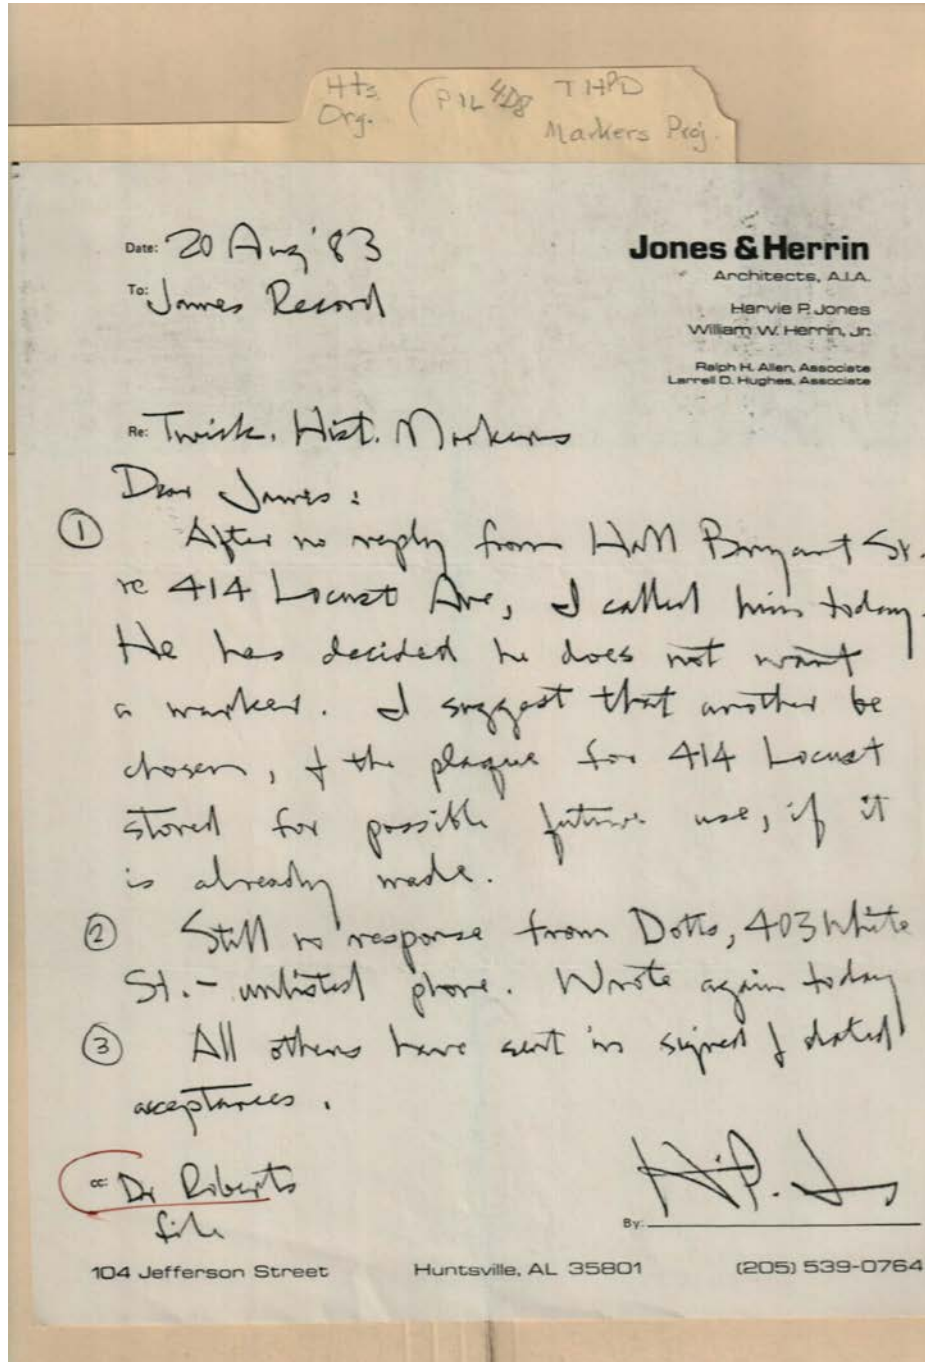 Hts. (PIL 4D8 THPD
Org. Markers Proj.
Date: 20 Aug '83
To: James Record
Jones & Herrin
Architects, A.I.A.
Harvie P. Jones
William W. Herrin, Jr.
Ralph H. Allen, Associate
Larrell D. Hughes, Associate
Re: Twick. Hist. Markers
Dear James:
① After no reply from Hall Bryant Sr.
re 414 Locust Ave, I called him today.
He has decided he does not want
a marker. I suggest that another be
chosen, & the plaque for 414 Locust
stored for possible future use, if it
is already made.
② Still no response from Dotts, 403 White
St. - unlisted phone. Wrote again today
③ All others have sent in signed & dated
acceptances.
cc: Dr Roberts
file
H.P. Jones
By:
104 Jefferson Street Huntsville, AL 35801 (205) 539-0764